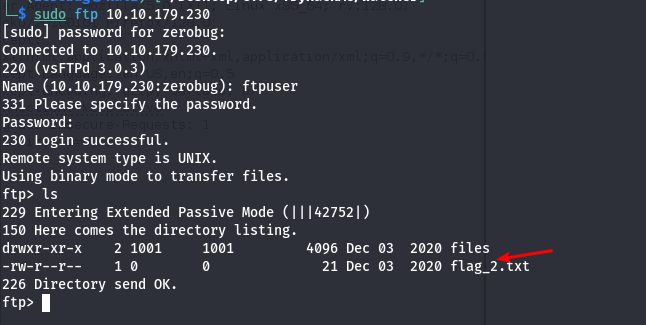 $ sudo ftp 10.10.179.230
[sudo] password for zerobug:
Connected to 10.10.179.230.
220 (vsFTPd 3.0.3)
Name (10.10.179.230:zerobug): ftpuser
331 Please specify the password.
Password:
230 Login successful.
Remote system type is UNIX.
Using binary mode to transfer files.
ftp> ls
229 Entering Extended Passive Mode (|||42752|)
150 Here comes the directory listing.
drwxr-xr-x    2 1001     1001         4096 Dec 03  2020 files
-rw-r--r--    1 0        0              21 Dec 03  2020 flag_2.txt
226 Directory send OK.
ftp>